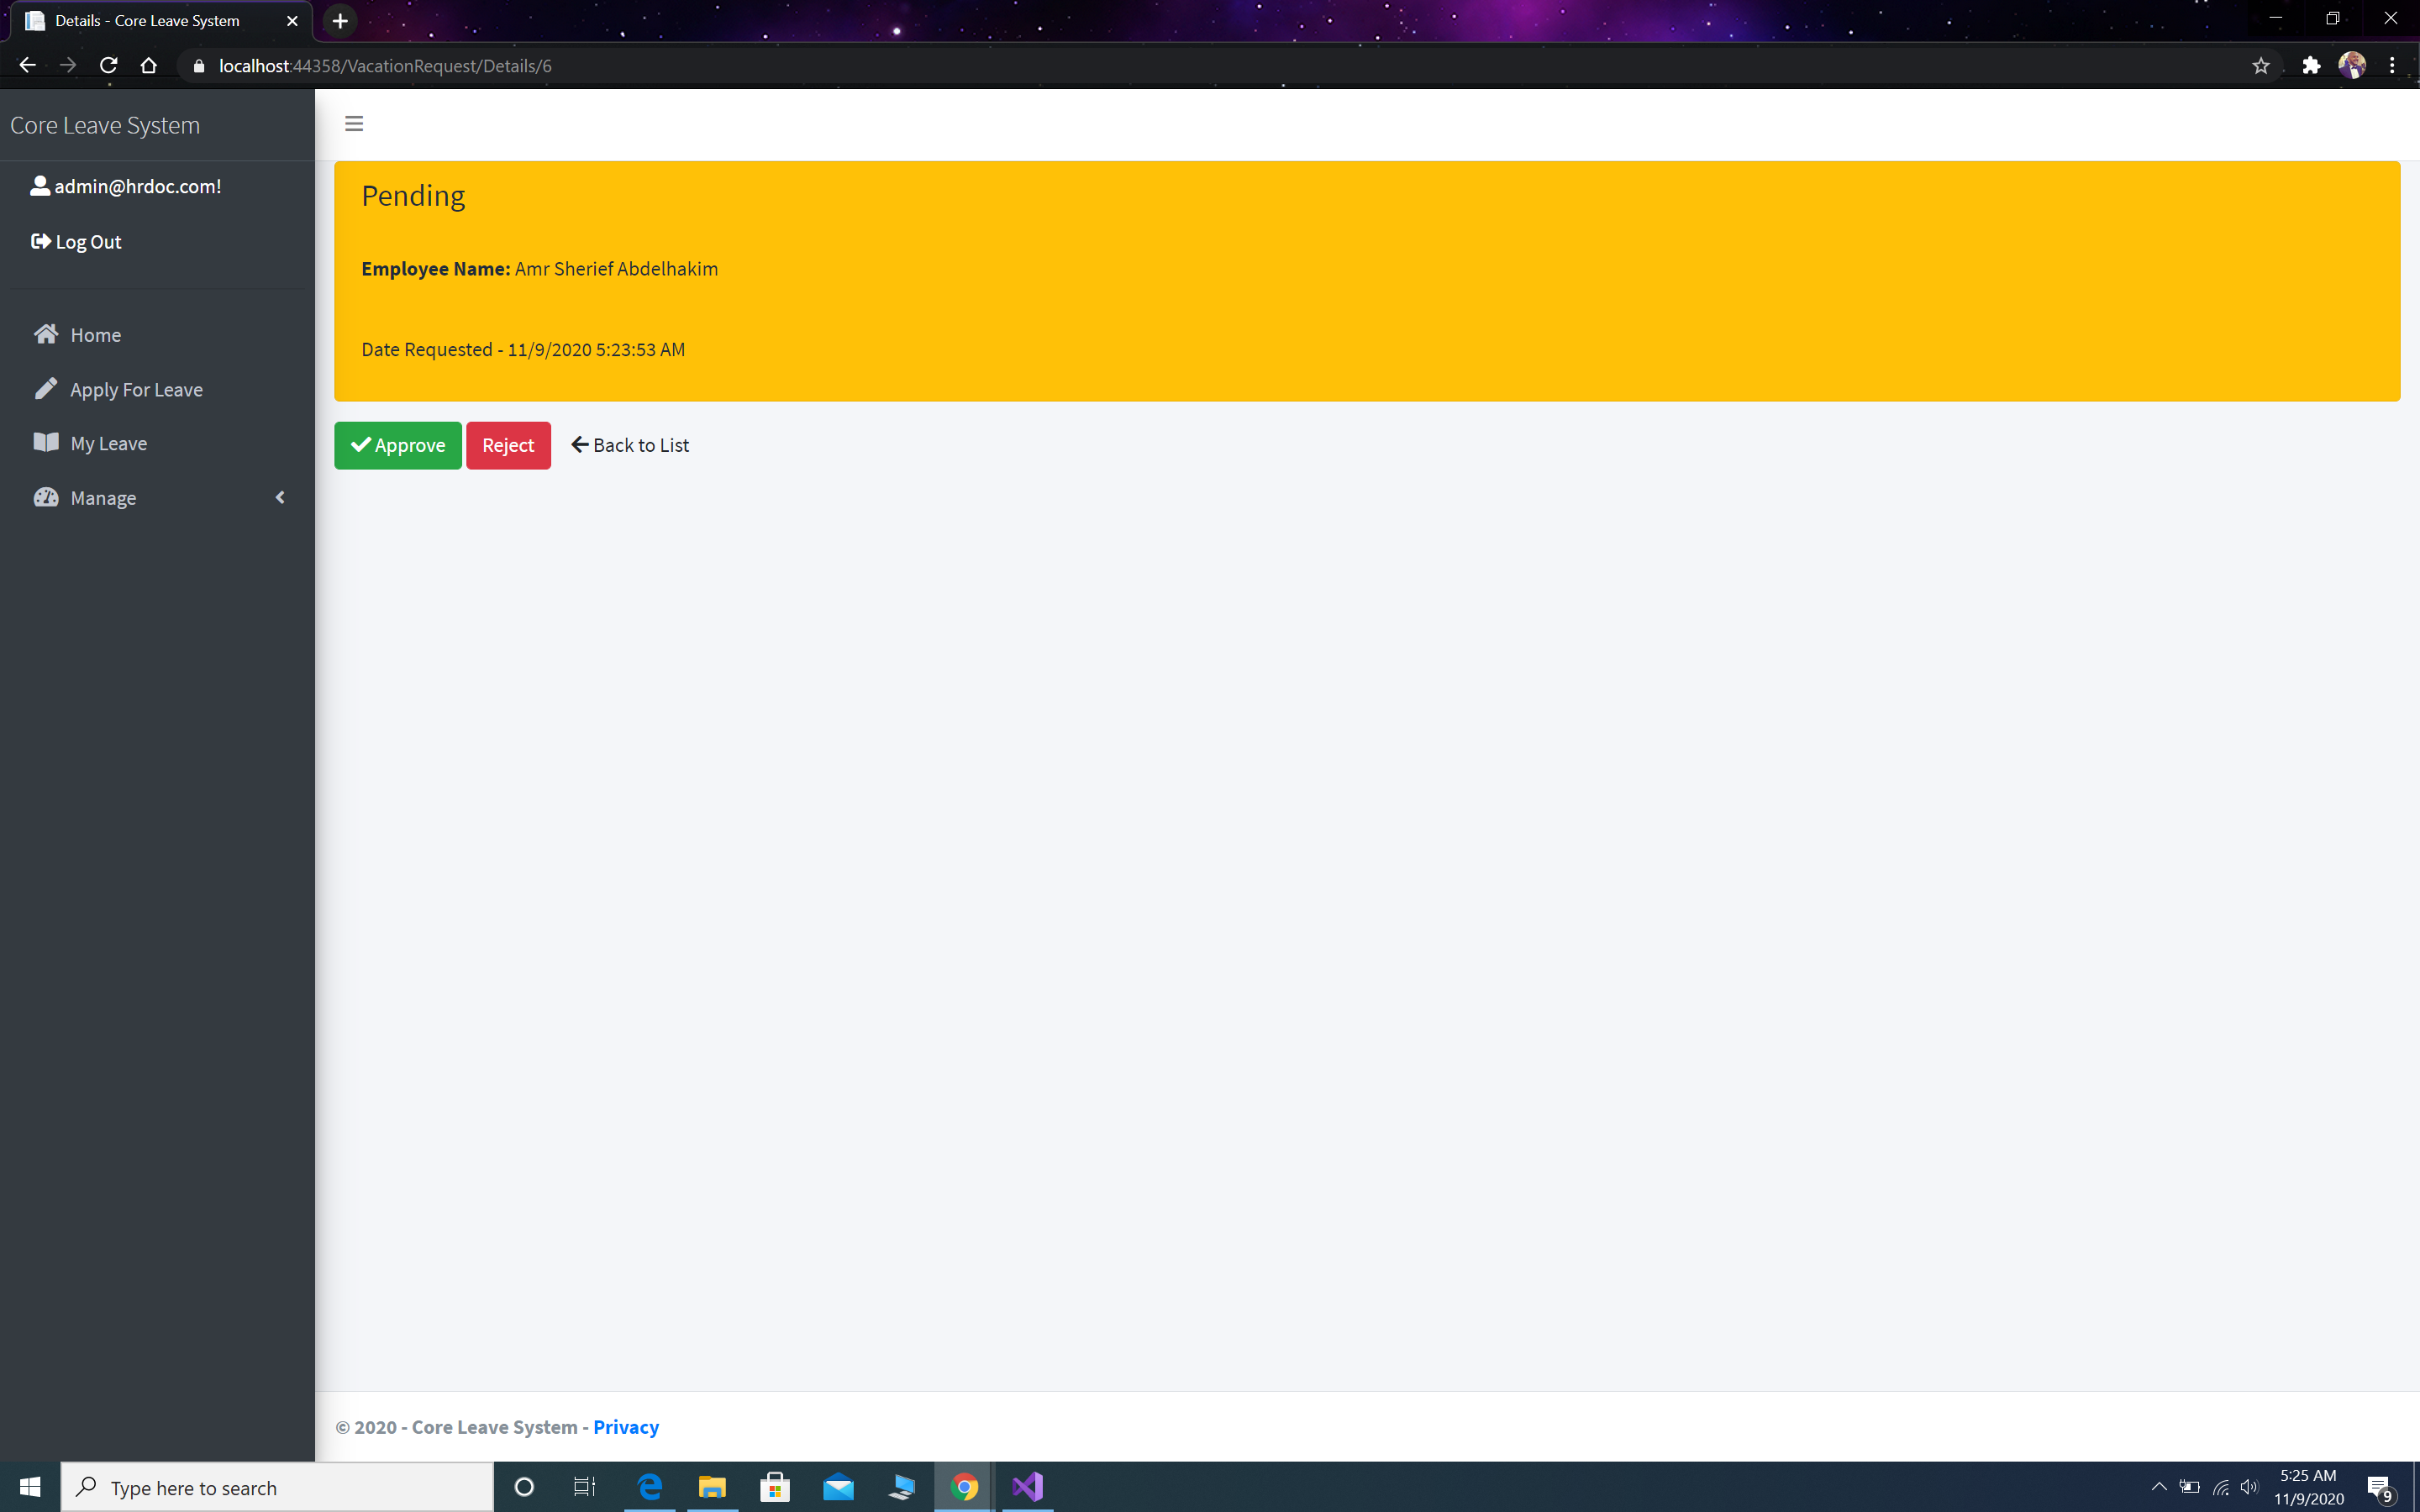 Details - Core Leave System
localhost:44358/VacationRequest/Details/6
Core Leave System
admin@hrdoc.com!
Log Out
Home
Apply For Leave
My Leave
Manage
Pending
Employee Name: Amr Sherief Abdelhakim
Date Requested - 11/9/2020 5:23:53 AM
Approve Reject Back to List
© 2020 - Core Leave System - Privacy
Type here to search
5:25 AM
11/9/2020
9